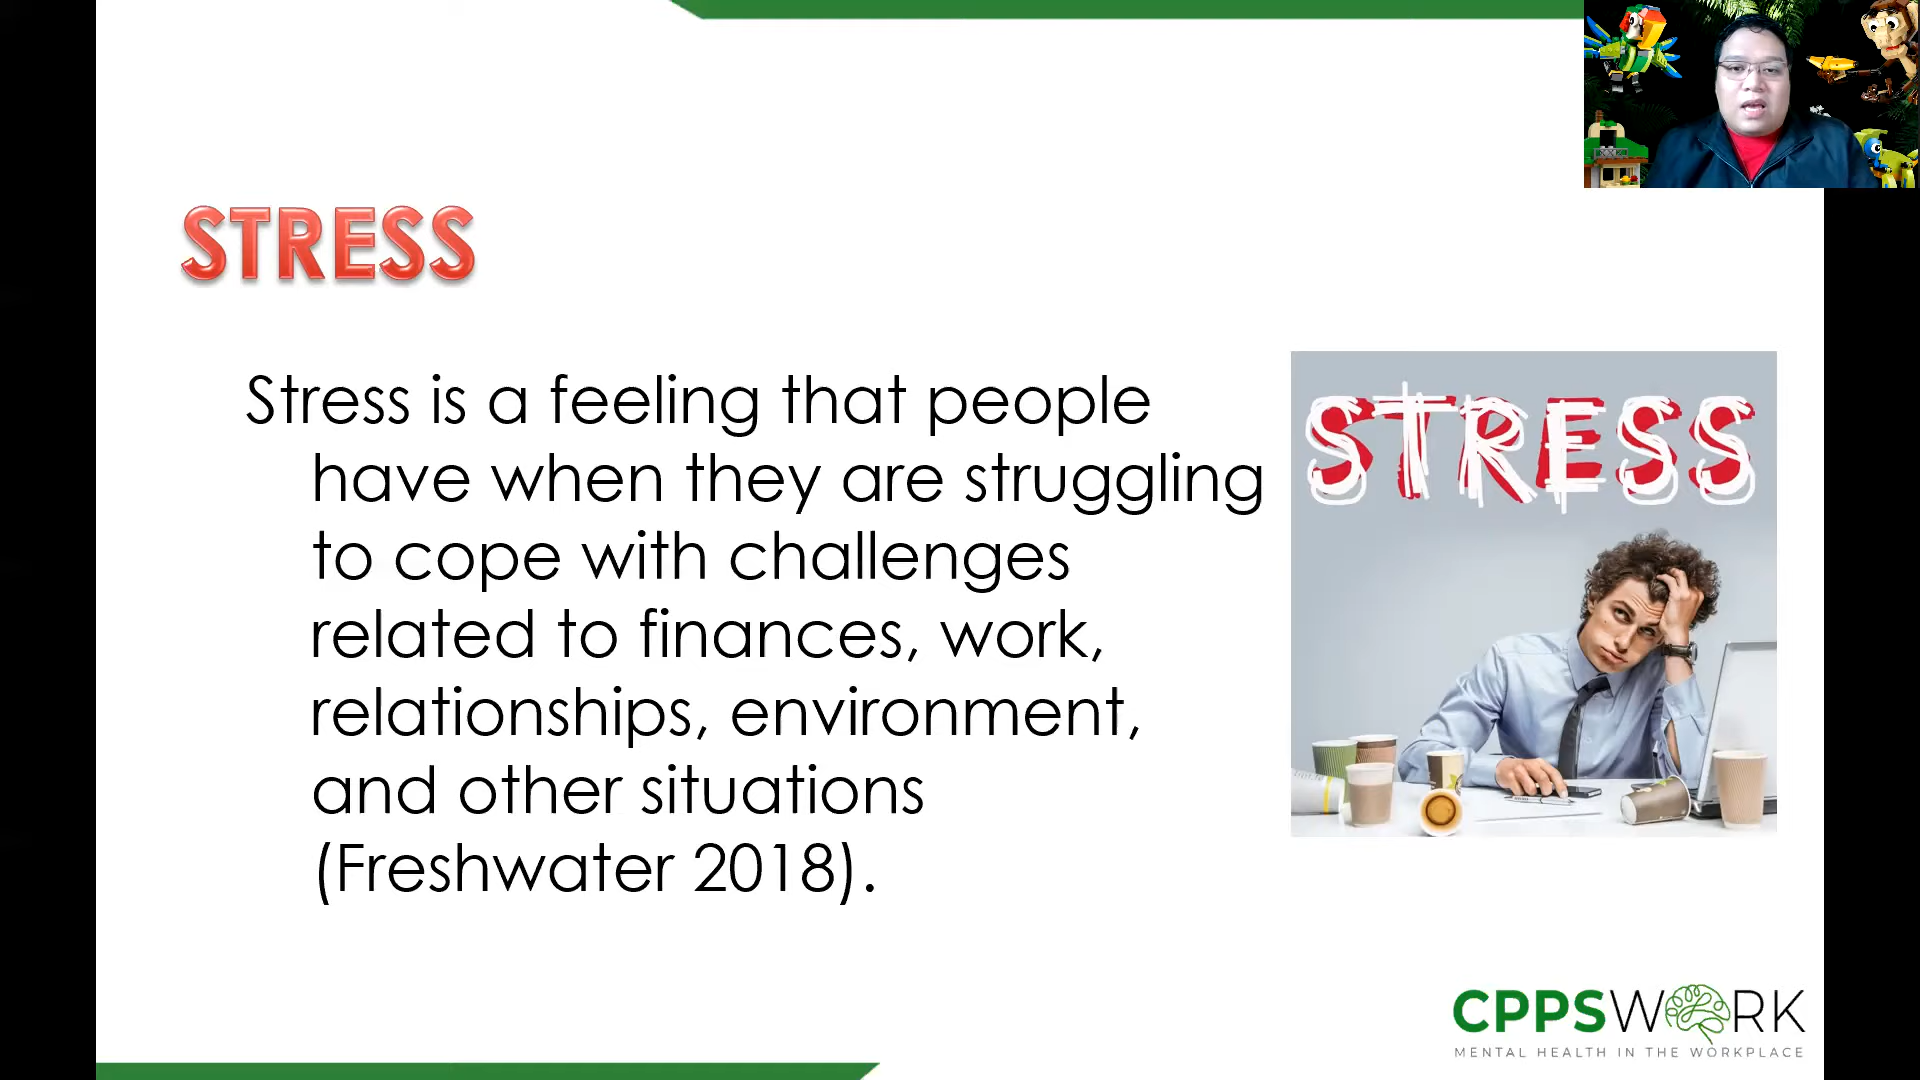 STRESS
Stress is a feeling that people
have when they are struggling
to cope with challenges
related to finances, work,
relationships, environment,
and other situations
(Freshwater 2018).
STRESS
CPPSWORK
MENTAL HEALTH IN THE WORKPLACE